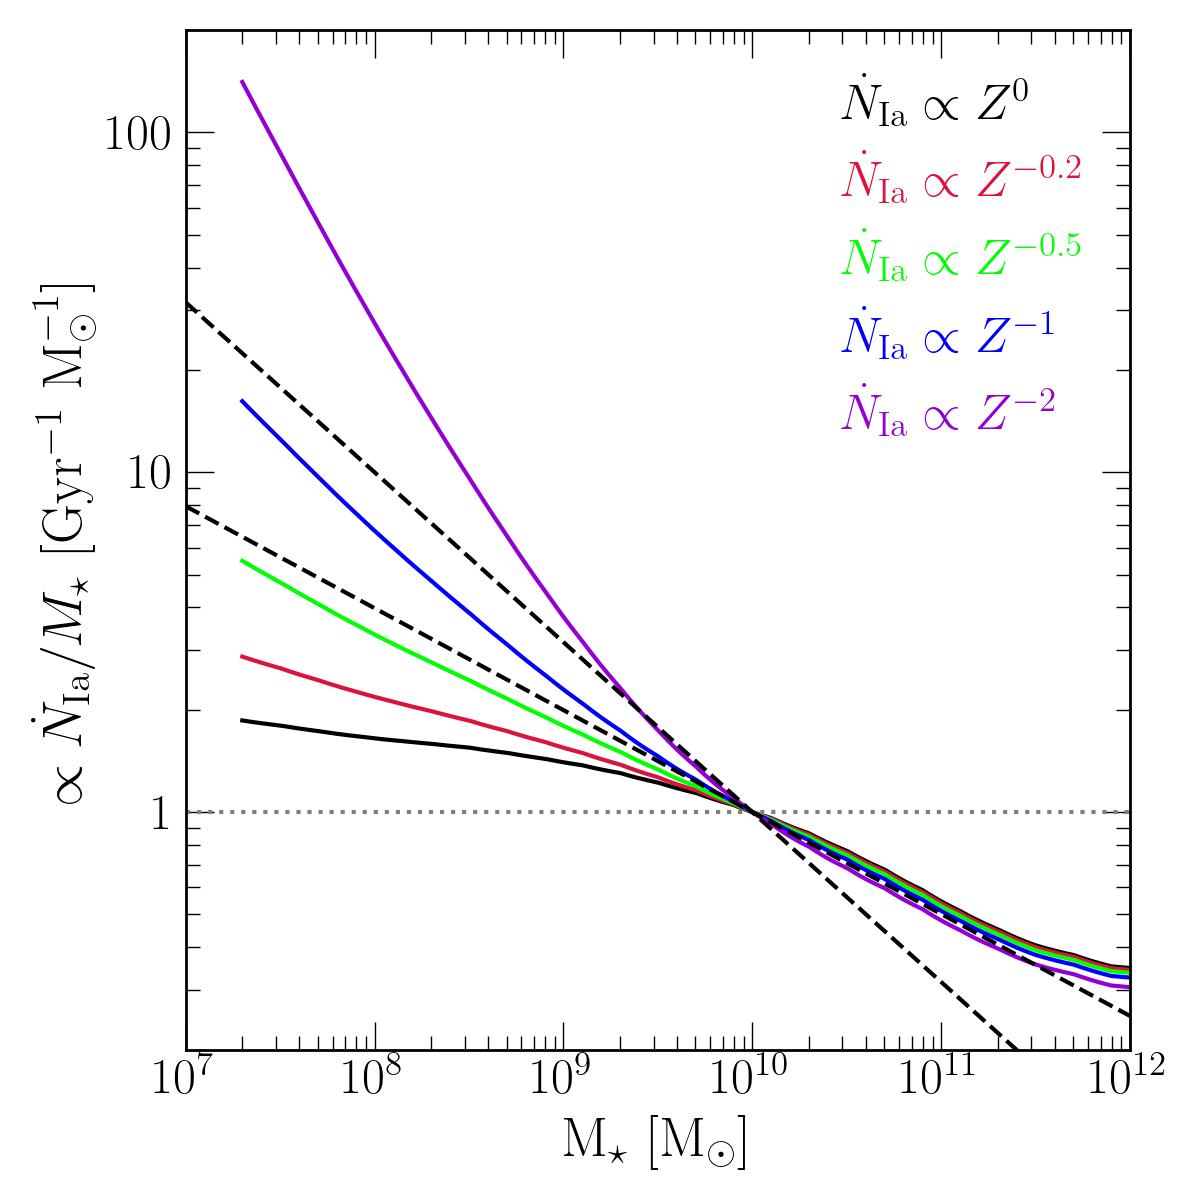 Ṅ_Ia ∝ Z^0
Ṅ_Ia ∝ Z^−0.2
Ṅ_Ia ∝ Z^−0.5
Ṅ_Ia ∝ Z^−1
Ṅ_Ia ∝ Z^−2
∝ Ṅ_Ia/M_⋆ [Gyr^−1 M_⊙^−1]
100
10
1
10^7 10^8 10^9 10^10 10^11 10^12
M_⋆ [M_⊙]